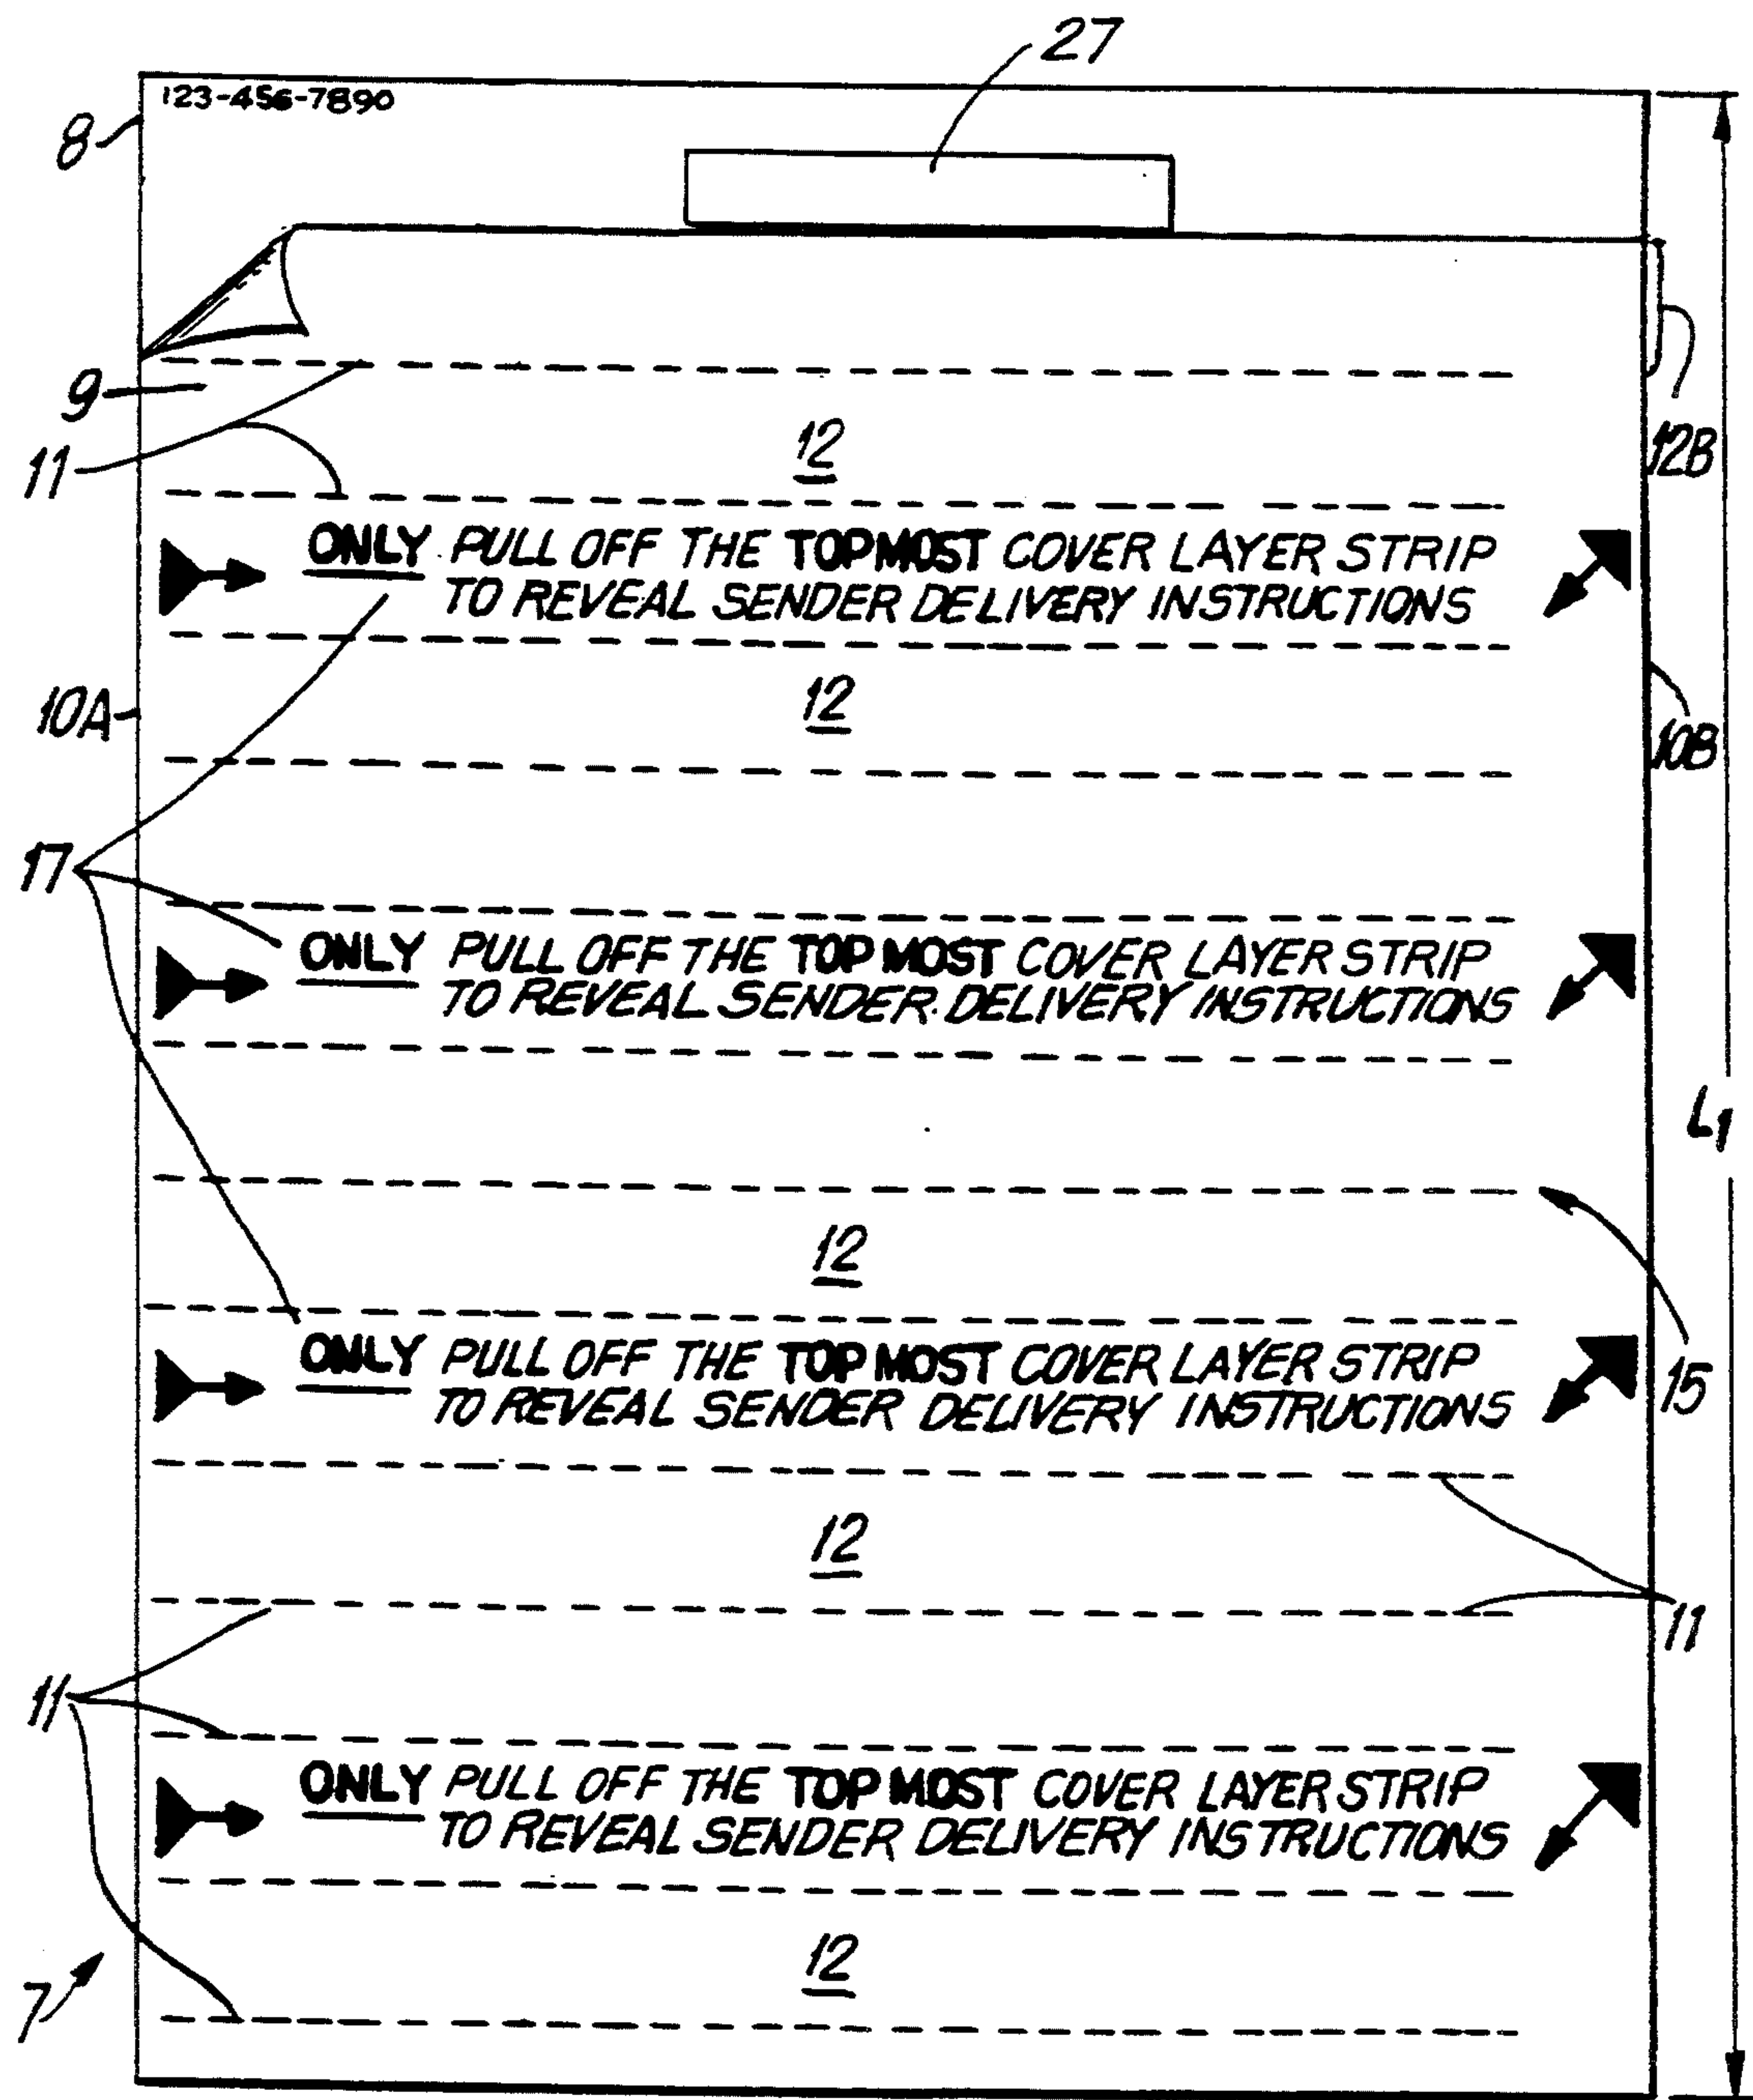 27
123-456-7890
8
9
11
12
12B
ONLY PULL OFF THE TOPMOST COVER LAYER STRIP
TO REVEAL SENDER DELIVERY INSTRUCTIONS
10A
12
10B
17
ONLY PULL OFF THE TOP MOST COVER LAYER STRIP
TO REVEAL SENDER DELIVERY INSTRUCTIONS
L1
12
ONLY PULL OFF THE TOP MOST COVER LAYER STRIP
TO REVEAL SENDER DELIVERY INSTRUCTIONS
15
12
11
11
ONLY PULL OFF THE TOP MOST COVER LAYER STRIP
TO REVEAL SENDER DELIVERY INSTRUCTIONS
12
7